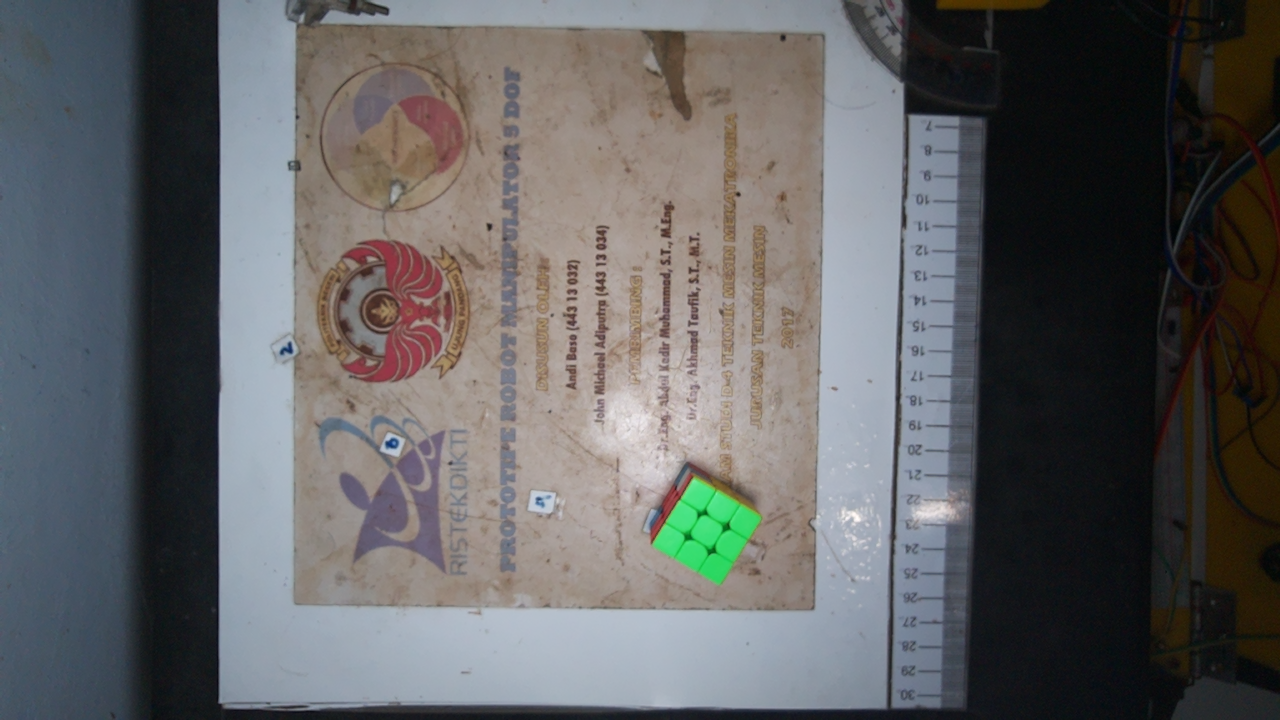 PROTOTIPE ROBOT MANIPULATOR 5 DOF
DISUSUN OLEH:
Andi Baso (443 13 032)
John Michael Adiputra (443 13 034)
PEMBIMBING :
Dr.Eng. Abdul Kadir Muhammad, S.T., M.Eng.
Dr.Eng. Akhmad Taufik, S.T., M.T.
STUDI D-4 TEKNIK MESIN MEKATRONIKA
JURUSAN TEKNIK MESIN
2017
RISTEKDIKTI
2
7
8
9
10
11
12
13
14
15
16
17
18
19
20
21
22
23
24
25
26
27
28
29
30